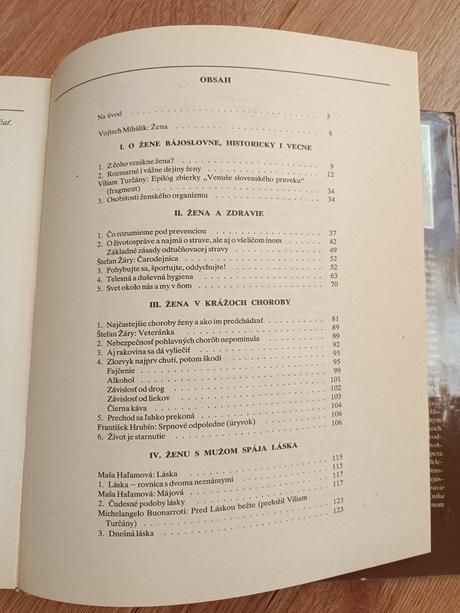 čať.
OBSAH
Na úvod 5
Vojtech Mihálik: Žena 8
I. O ŽENE BÁJOSLOVNE, HISTORICKY I VECNE
1. Z čoho vznikne žena? 9
2. Rozmarné i vážne dejiny ženy 12
Viliam Turčány: Epilóg zbierky „Venuše slovenského praveku”
(fragment) 34
3. Osobitosti ženského organizmu 34
II. ŽENA A ZDRAVIE
1. Čo rozumieme pod prevenciou 37
2. O životospráve a najmä o strave, ale aj o všeličom inom 42
Základné zásady odtučňovacej stravy 49
Štefan Žáry: Čarodejnica 52
3. Pohybujte sa, športujte, oddychujte! 52
4. Telesná a duševná hygiena 63
5. Svet okolo nás a my v ňom 70
III. ŽENA V KRÁŽOCH CHOROBY
1. Najčastejšie choroby ženy a ako im predchádzať 81
Štefan Žáry: Veteránka 89
2. Nebezpečnosť pohlavných chorôb nepominula 89
3. Aj rakovina sa dá vyliečiť 92
4. Zlozvyk najprv chutí, potom škodí 95
Fajčenie 95
Alkohol 99
Závislosť od drog 101
Závislosť od liekov 102
Čierna káva 103
5. Prechod sa ľahko prekoná 104
František Hrubín: Srpnové odpoledne (úryvok) 106
6. Život je starnutie 106
IV. ŽENU S MUŽOM SPÁJA LÁSKA
Maša Haľamová: Láska 115
1. Láska – rovnica s dvoma neznámymi 115
Maša Haľamová: Májová 117
2. Čudesné podoby lásky 117
Michelangelo Buonarroti: Pred Láskou bežte (preložil Viliam
Turčány) 123
3. Dnešná láska 123